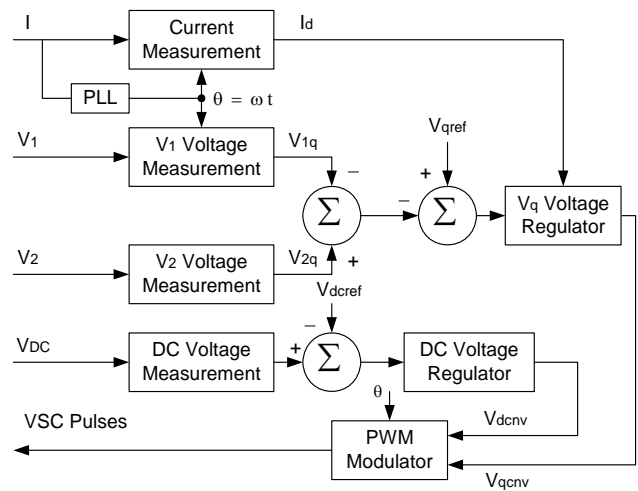 I
Current
Measurement
Id
PLL
θ = ω t
V1
V1 Voltage
Measurement
V1q
Vqref
−
+
Σ
−
Σ
Vq Voltage
Regulator
V2
V2 Voltage
Measurement
V2q
+
Vdcref
−
VDC
DC Voltage
Measurement
+
Σ
DC Voltage
Regulator
θ
VSC Pulses
PWM
Modulator
Vdcnv
Vqcnv